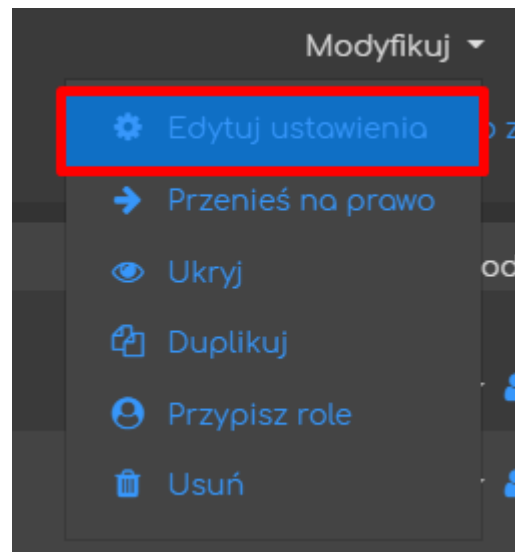 Modyfikuj
Edytuj ustawienia
Przenieś na prawo
Ukryj
Duplikuj
Przypisz role
Usuń